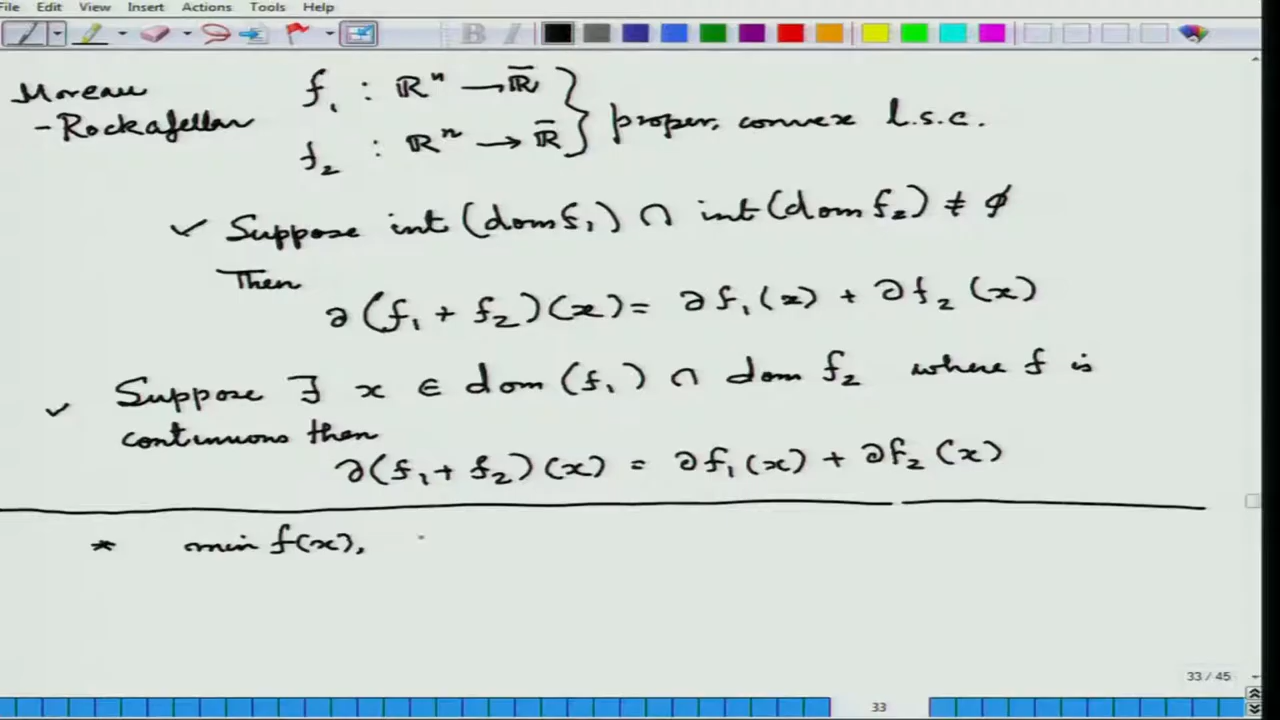 File Edit View Insert Actions Tools Help
B I
Moreau f₁ : ℝⁿ → ℝ̄ } proper, convex l.s.c.
- Rockafellar f₂ : ℝⁿ → ℝ̄
✓ Suppose int (dom f₁) ∩ int (dom f₂) ≠ ϕ
Then
∂(f₁ + f₂)(x) = ∂f₁(x) + ∂f₂(x)
✓ Suppose ∃ x ∈ dom (f₁) ∩ dom f₂ where f is
continuous then
∂(f₁ + f₂)(x) = ∂f₁(x) + ∂f₂(x)
* min f(x),
33 / 45
33